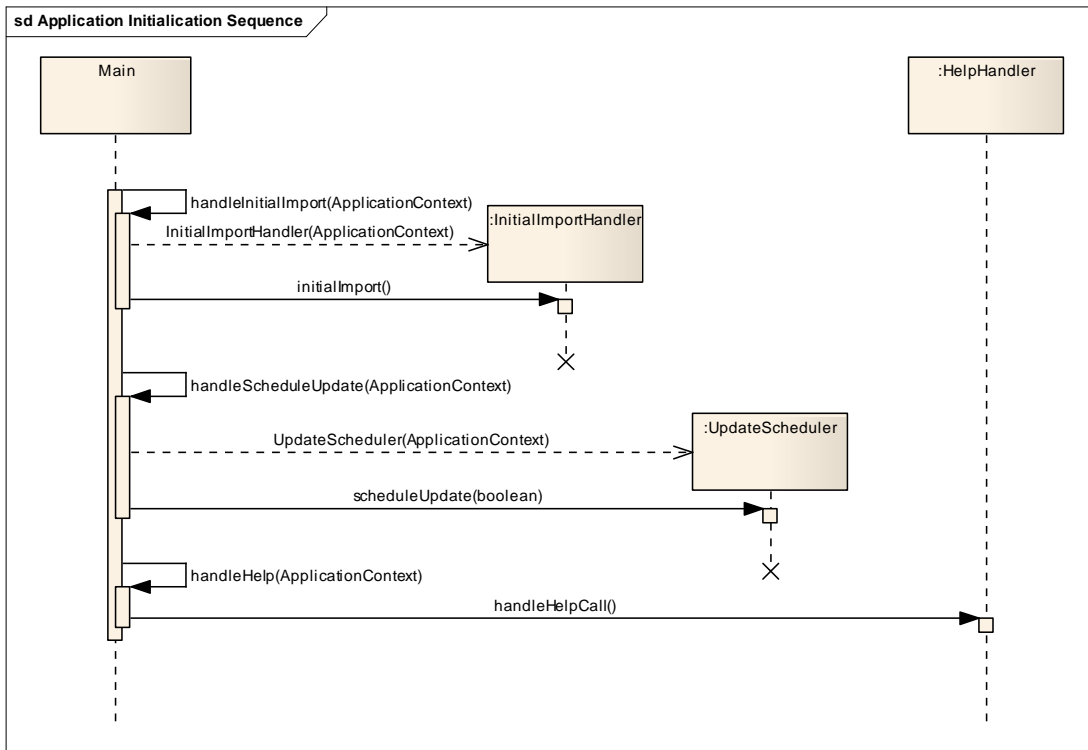 sd Application Initialication Sequence
Main
:HelpHandler
handleInitialImport(ApplicationContext)
:InitialImportHandler
InitialImportHandler(ApplicationContext)
initialImport()
handleScheduleUpdate(ApplicationContext)
:UpdateScheduler
UpdateScheduler(ApplicationContext)
scheduleUpdate(boolean)
handleHelp(ApplicationContext)
handleHelpCall()